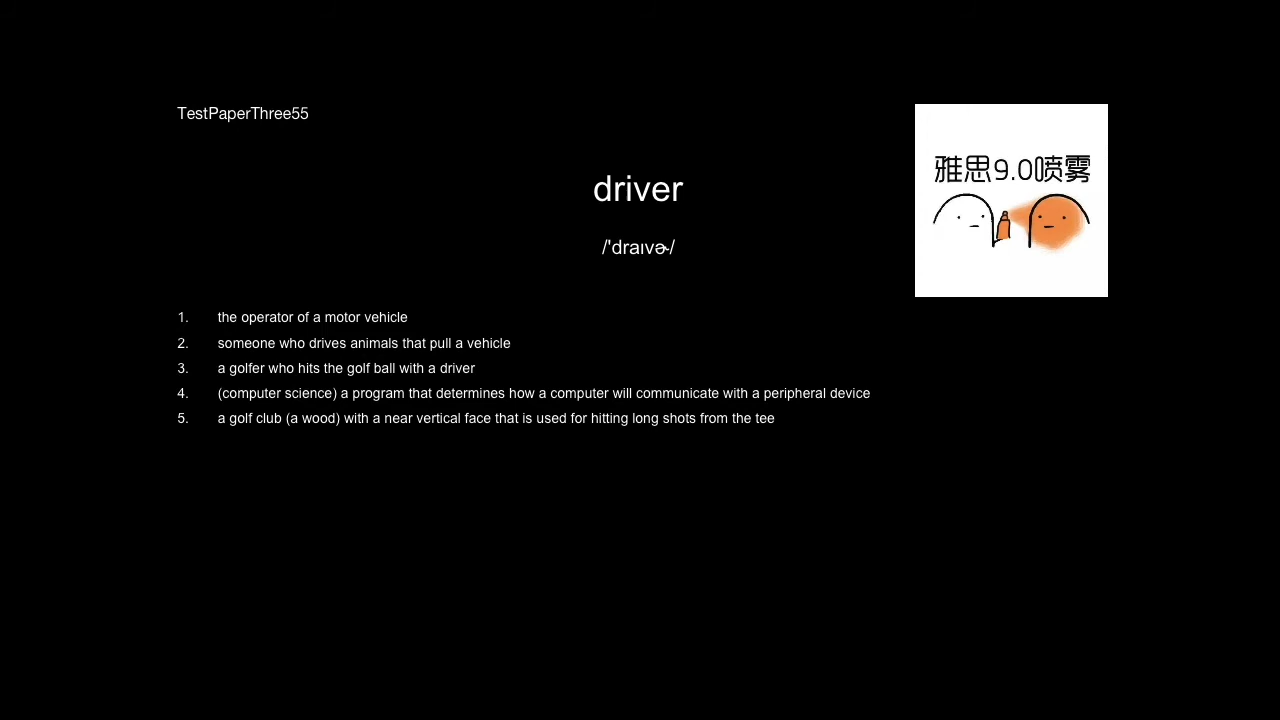 TestPaperThree55
雅思9.0喷雾
driver
/'draɪvɚ/
1. the operator of a motor vehicle
2. someone who drives animals that pull a vehicle
3. a golfer who hits the golf ball with a driver
4. (computer science) a program that determines how a computer will communicate with a peripheral device
5. a golf club (a wood) with a near vertical face that is used for hitting long shots from the tee